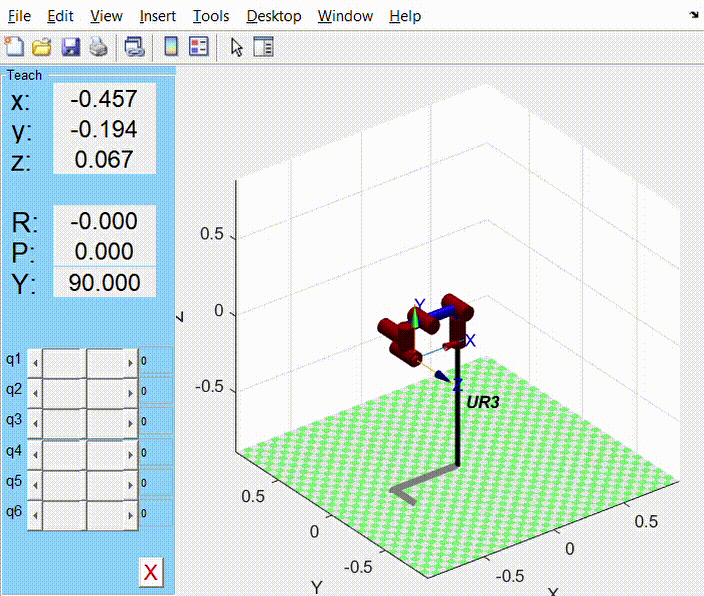 File Edit View Insert Tools Desktop Window Help
Teach
x: -0.457
y: -0.194
z: 0.067
R: -0.000
P: 0.000
Y: 90.000
q1 0
q2 0
q3 0
q4 0
q5 0
q6 0
X
0.5
0
-0.5
Y
X
Z
UR3
0.5
0
-0.5
Y
0.5
0
-0.5